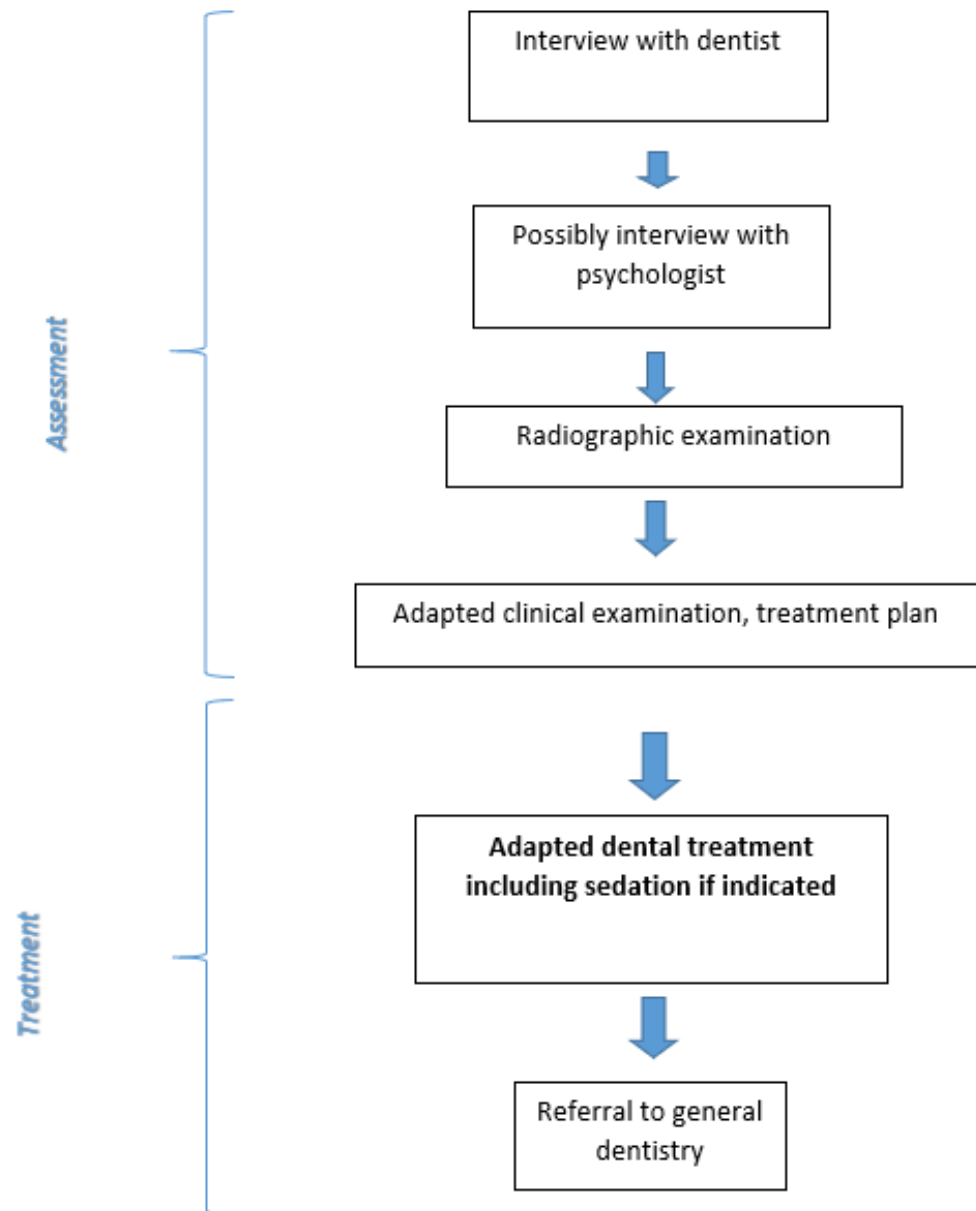 Interview with dentist
Possibly interview with
psychologist
Assessment
Radiographic examination
Adapted clinical examination, treatment plan
Adapted dental treatment
including sedation if indicated
Treatment
Referral to general
dentistry